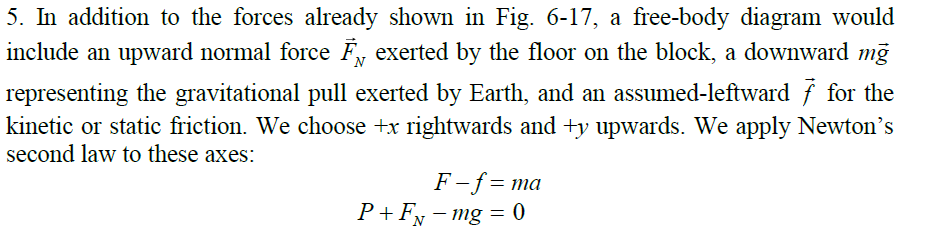 5. In addition to the forces already shown in Fig. 6-17, a free-body diagram would
include an upward normal force F⃗_N exerted by the floor on the block, a downward mg⃗
representing the gravitational pull exerted by Earth, and an assumed-leftward f⃗ for the
kinetic or static friction. We choose +x rightwards and +y upwards. We apply Newton’s
second law to these axes:
F – f = ma
P + F_N − mg = 0